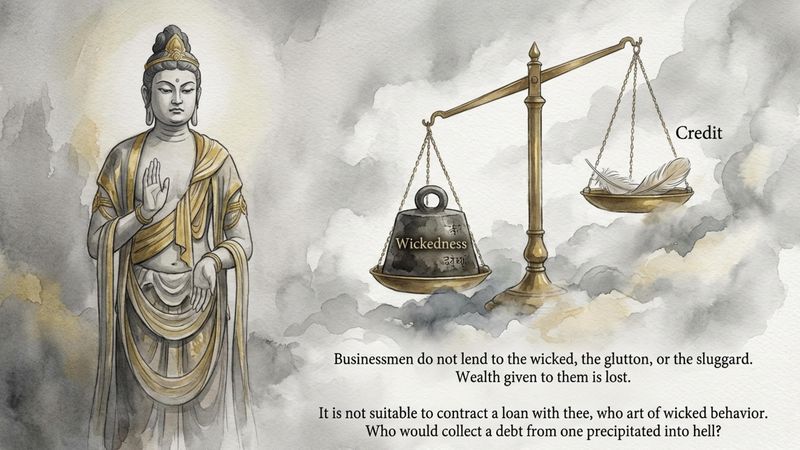 Credit
Wickedness
Businessmen do not lend to the wicked, the glutton, or the sluggard.
Wealth given to them is lost.
It is not suitable to contract a loan with thee, who art of wicked behavior.
Who would collect a debt from one precipitated into hell?